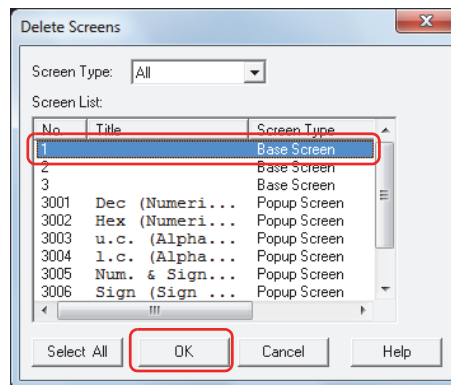 Delete Screens
Screen Type: All
Screen List:
No. Title Screen Type
1 Base Screen
2 Base Screen
3 Base Screen
3001 Dec (Numeri... Popup Screen
3002 Hex (Numeri... Popup Screen
3003 u.c. (Alpha... Popup Screen
3004 l.c. (Alpha... Popup Screen
3005 Num. & Sign... Popup Screen
3006 Sign (Sign ... Popup Screen
Select All OK Cancel Help